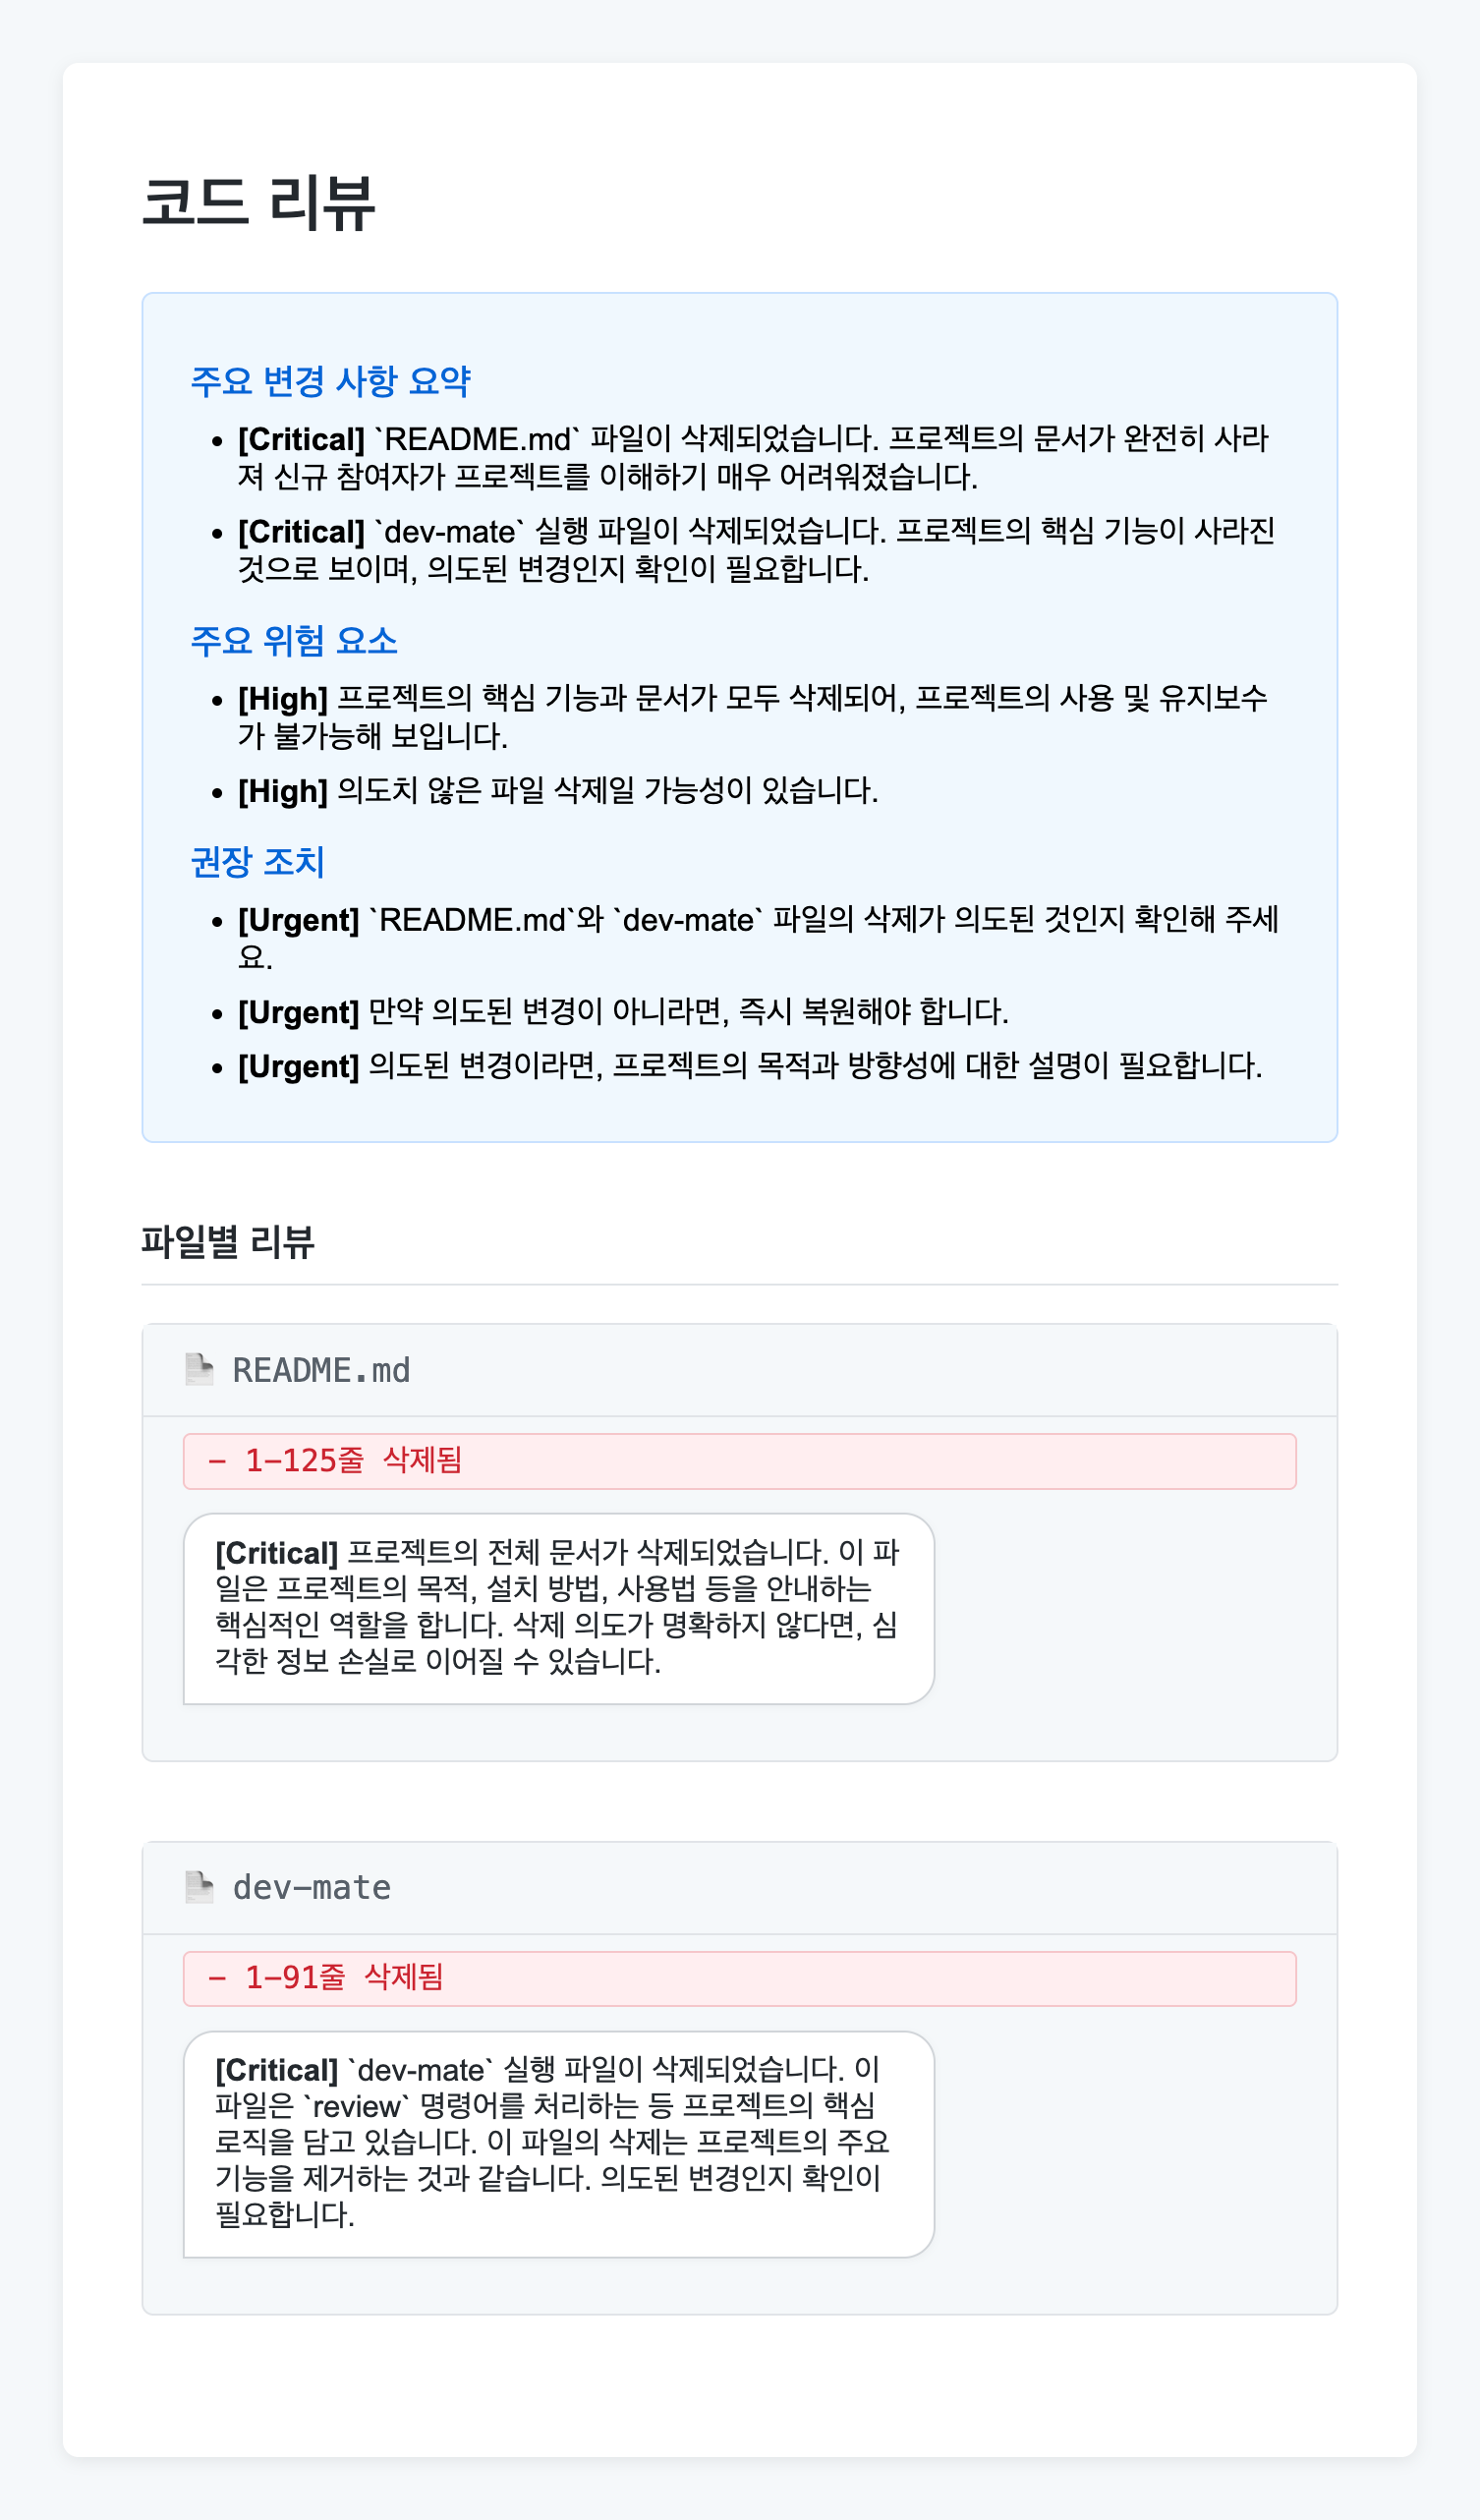 코드 리뷰
주요 변경 사항 요약
• [Critical] `README.md` 파일이 삭제되었습니다. 프로젝트의 문서가 완전히 사라
져 신규 참여자가 프로젝트를 이해하기 매우 어려워졌습니다.
• [Critical] `dev-mate` 실행 파일이 삭제되었습니다. 프로젝트의 핵심 기능이 사라진
것으로 보이며, 의도된 변경인지 확인이 필요합니다.
주요 위험 요소
• [High] 프로젝트의 핵심 기능과 문서가 모두 삭제되어, 프로젝트의 사용 및 유지보수
가 불가능해 보입니다.
• [High] 의도치 않은 파일 삭제일 가능성이 있습니다.
권장 조치
• [Urgent] `README.md`와 `dev-mate` 파일의 삭제가 의도된 것인지 확인해 주세
요.
• [Urgent] 만약 의도된 변경이 아니라면, 즉시 복원해야 합니다.
• [Urgent] 의도된 변경이라면, 프로젝트의 목적과 방향성에 대한 설명이 필요합니다.
파일별 리뷰
README.md
- 1-125줄 삭제됨
[Critical] 프로젝트의 전체 문서가 삭제되었습니다. 이 파
일은 프로젝트의 목적, 설치 방법, 사용법 등을 안내하는
핵심적인 역할을 합니다. 삭제 의도가 명확하지 않다면, 심
각한 정보 손실로 이어질 수 있습니다.
dev-mate
- 1-91줄 삭제됨
[Critical] `dev-mate` 실행 파일이 삭제되었습니다. 이
파일은 `review` 명령어를 처리하는 등 프로젝트의 핵심
로직을 담고 있습니다. 이 파일의 삭제는 프로젝트의 주요
기능을 제거하는 것과 같습니다. 의도된 변경인지 확인이
필요합니다.